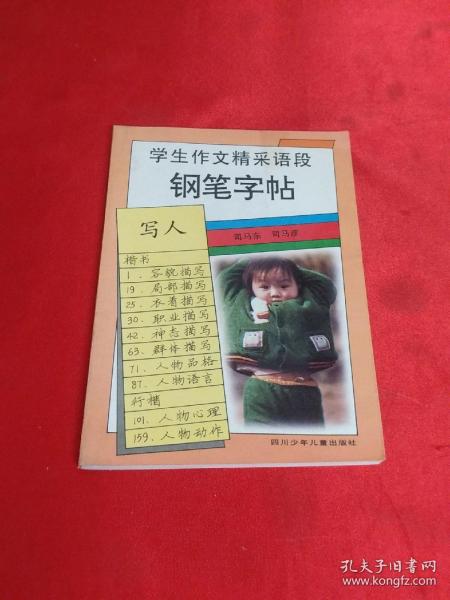 学生作文精采语段
钢笔字帖
写人
司马东 司马彦
楷书
1. 容貌描写
19. 局部描写
25. 衣着描写
30. 职业描写
42. 神态描写
63. 群体描写
71. 人物品格
87. 人物语言
行楷
101. 人物心理
159. 人物动作
四川少年儿童出版社
孔夫子旧书网
www.kongfz.com